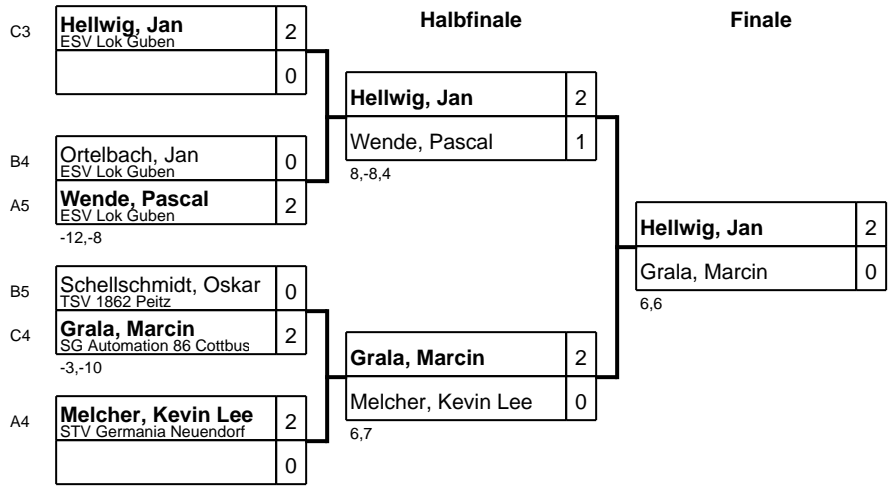 Halbfinale
Finale
C3
Hellwig, Jan
2
ESV Lok Guben
0
B4
Ortelbach, Jan
0
ESV Lok Guben
A5
Wende, Pascal
2
ESV Lok Guben
-12,-8
B5
Schellschmidt, Oskar
0
TSV 1862 Peitz
C4
Grala, Marcin
2
SG Automation 86 Cottbus
-3,-10
A4
Melcher, Kevin Lee
2
STV Germania Neuendorf
0
Hellwig, Jan
2
Wende, Pascal
1
8,-8,4
Grala, Marcin
2
Melcher, Kevin Lee
0
6,7
Hellwig, Jan
2
Grala, Marcin
0
6,6